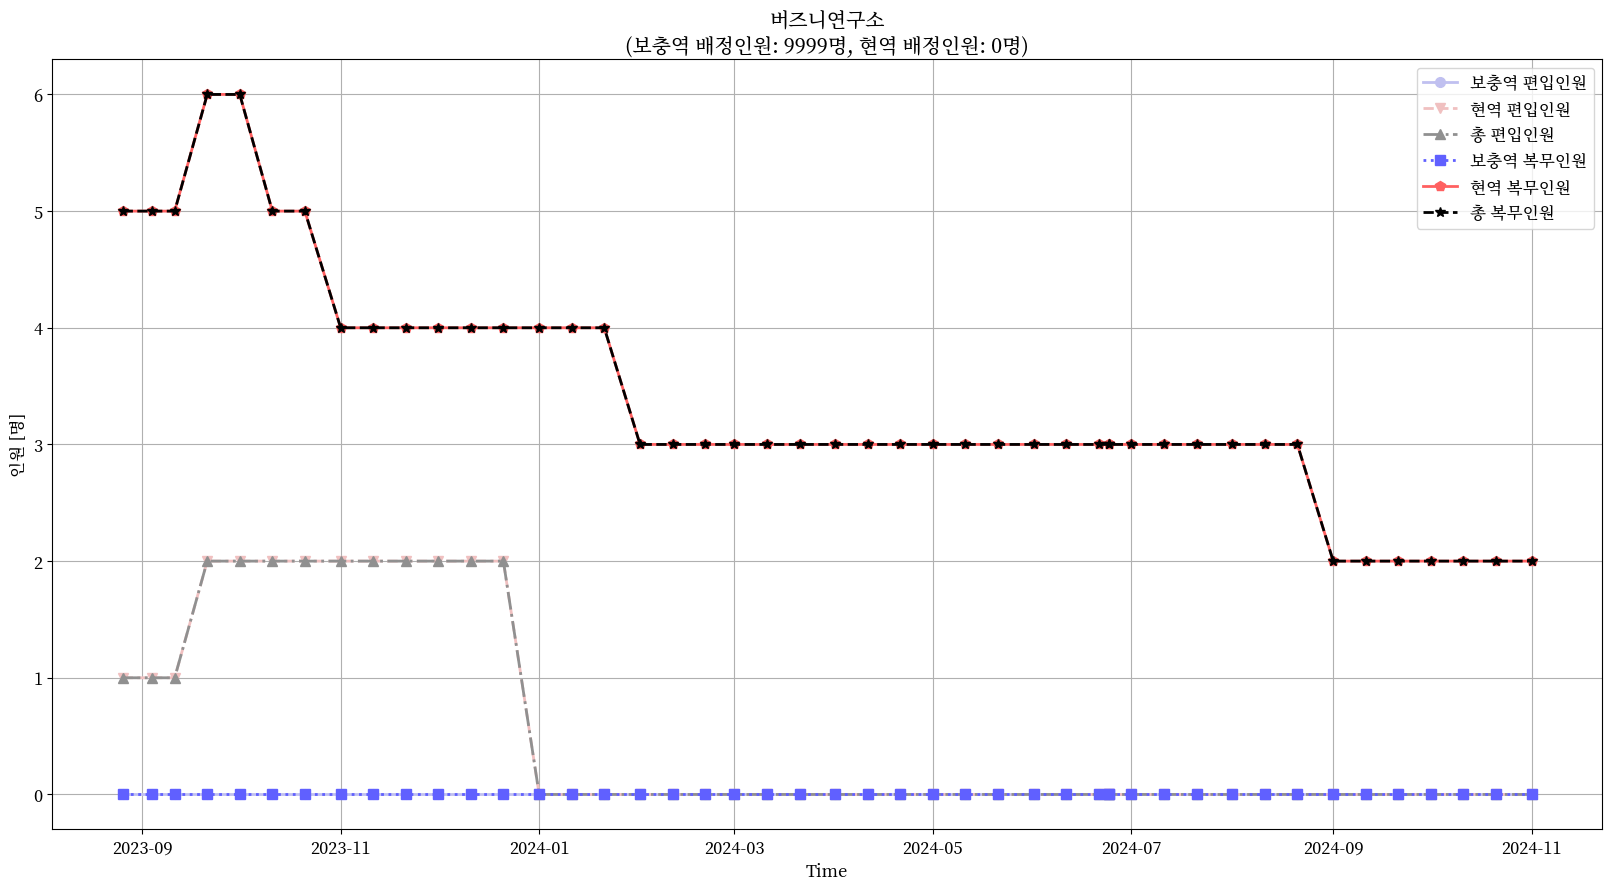 버즈니연구소
(보충역 배정인원: 9999명, 현역 배정인원: 0명)
보충역 편입인원
현역 편입인원
총 편입인원
보충역 복무인원
현역 복무인원
총 복무인원
인원 [명]
6
5
4
3
2
1
0
2023-09
2023-11
2024-01
2024-03
2024-05
2024-07
2024-09
2024-11
Time